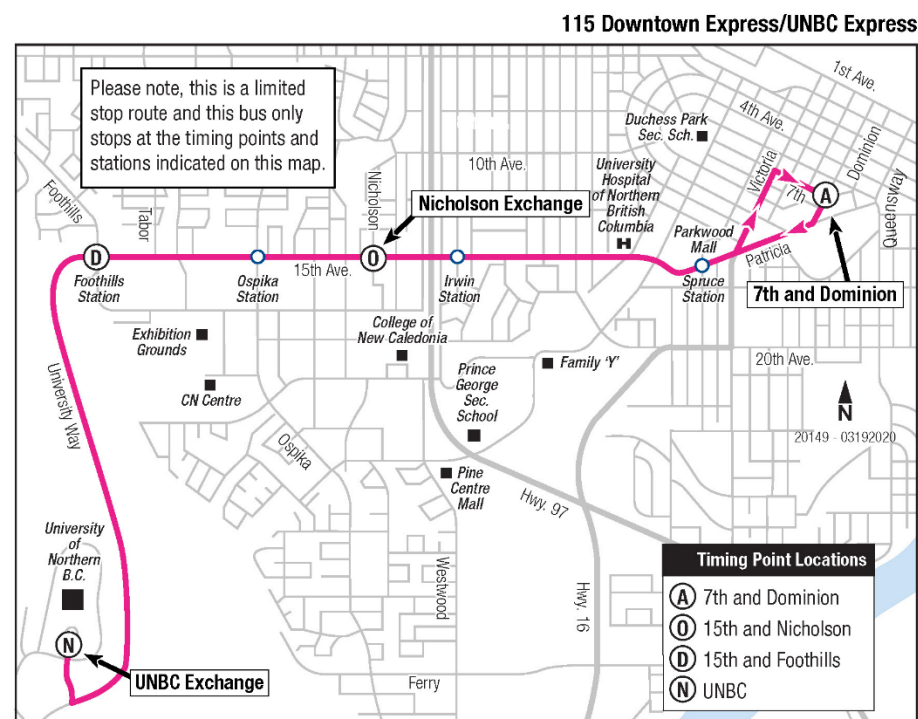 115 Downtown Express/UNBC Express
Please note, this is a limited
stop route and this bus only
stops at the timing points and
stations indicated on this map.
1st Ave.
4th Ave.
Duchess Park
Sec. Sch.
Dominion
10th Ave.
University
Hospital
of Northern
British
Columbia
H
Victoria
7th
A
Queensway
Foothills
Tabor
Nicholson
Nicholson Exchange
Parkwood
Mall
Patricia
D
O
15th Ave.
Foothills
Station
Ospika
Station
Irwin
Station
Spruce
Station
7th and Dominion
Exhibition
Grounds
College of
New Caledonia
CN Centre
Prince
George
Sec.
School
Family 'Y'
20th Ave.
N
20149 - 03192020
University Way
Ospika
Pine
Centre
Mall
Hwy. 97
University
of
Northern
B.C.
Westwood
Hwy. 16
N
UNBC Exchange
Ferry
Timing Point Locations
A 7th and Dominion
O 15th and Nicholson
D 15th and Foothills
N UNBC